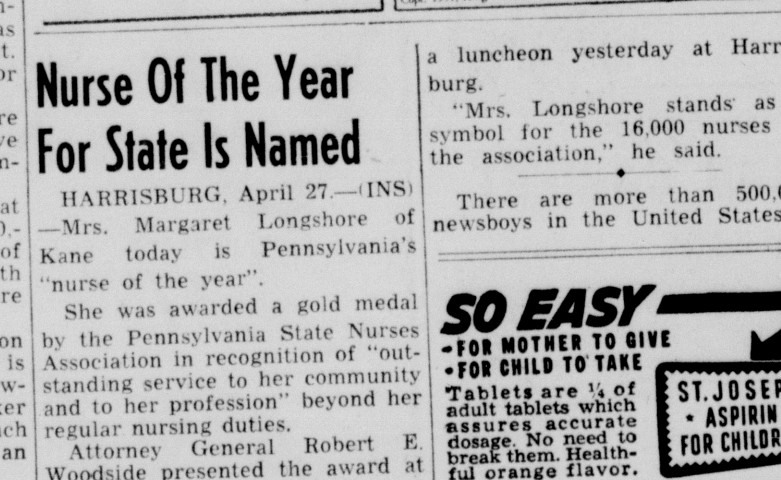 Nurse Of The Year
For State Is Named
HARRISBURG, April 27.—(INS)
—Mrs. Margaret Longshore of
Kane today is Pennsylvania's
"nurse of the year".
She was awarded a gold medal
by the Pennsylvania State Nurses
Association in recognition of "out-
standing service to her community
and to her profession" beyond her
regular nursing duties.
Attorney General Robert E.
Woodside presented the award at
a luncheon yesterday at Harr
burg.
"Mrs. Longshore stands as
symbol for the 16,000 nurses
the association," he said.
There are more than 500,
newsboys in the United States
SO EASY
-FOR MOTHER TO GIVE
•FOR CHILD TO TAKE
Tablets are ¼ of
adult tablets which
assures accurate
dosage. No need to
break them. Health-
ful orange flavor.
ST. JOSEP
* ASPIRIN
FOR CHILDR